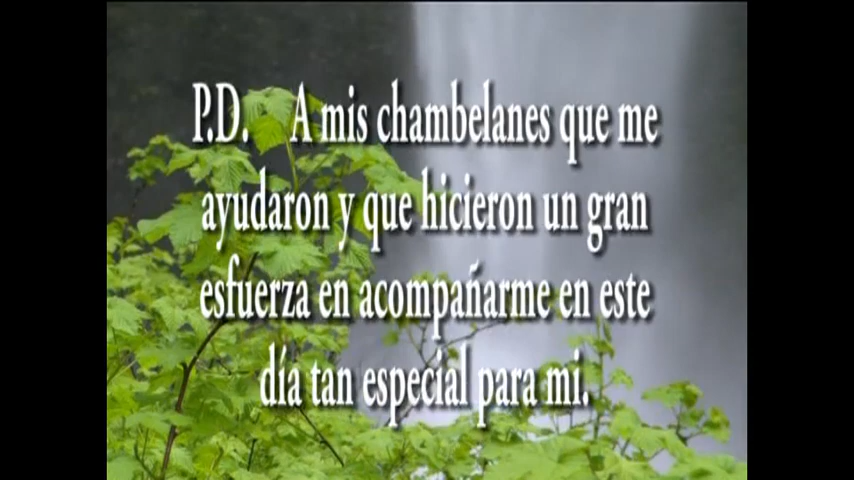 P.D. A mis chambelanes que me
ayudaron y que hicieron un gran
esfuerza en acompañarme en este
día tan especial para mi.